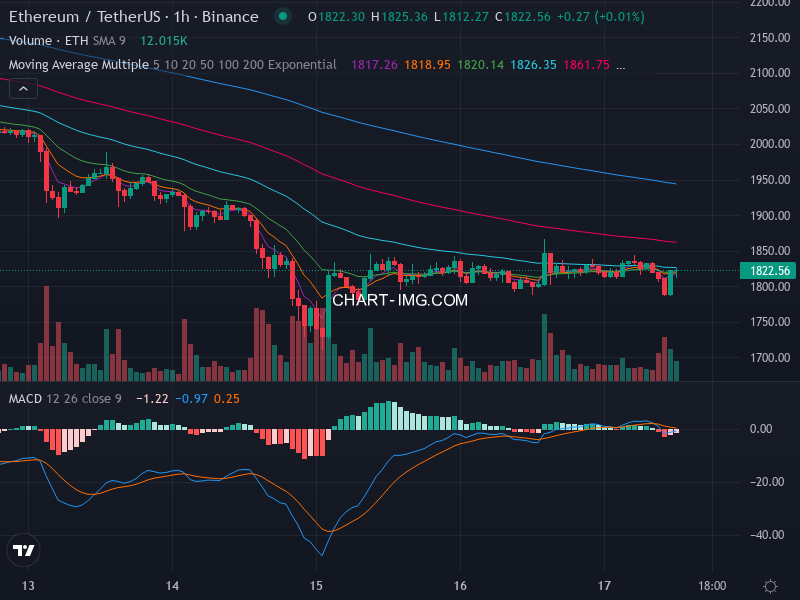 Ethereum / TetherUS · 1h · Binance O1822.30 H1825.36 L1812.27 C1822.56 +0.27 (+0.01%)
Volume · ETH SMA 9 12.015K
Moving Average Multiple 5 10 20 50 100 200 Exponential 1817.26 1818.95 1820.14 1826.35 1861.75 ...
2200.00
2150.00
2100.00
2050.00
2000.00
1950.00
1900.00
1850.00
1822.56
1800.00
1750.00
1700.00
CHART-IMG.COM
MACD 12 26 close 9 −1.22 −0.97 0.25
0.00
−20.00
−40.00
13 14 15 16 17 18:00